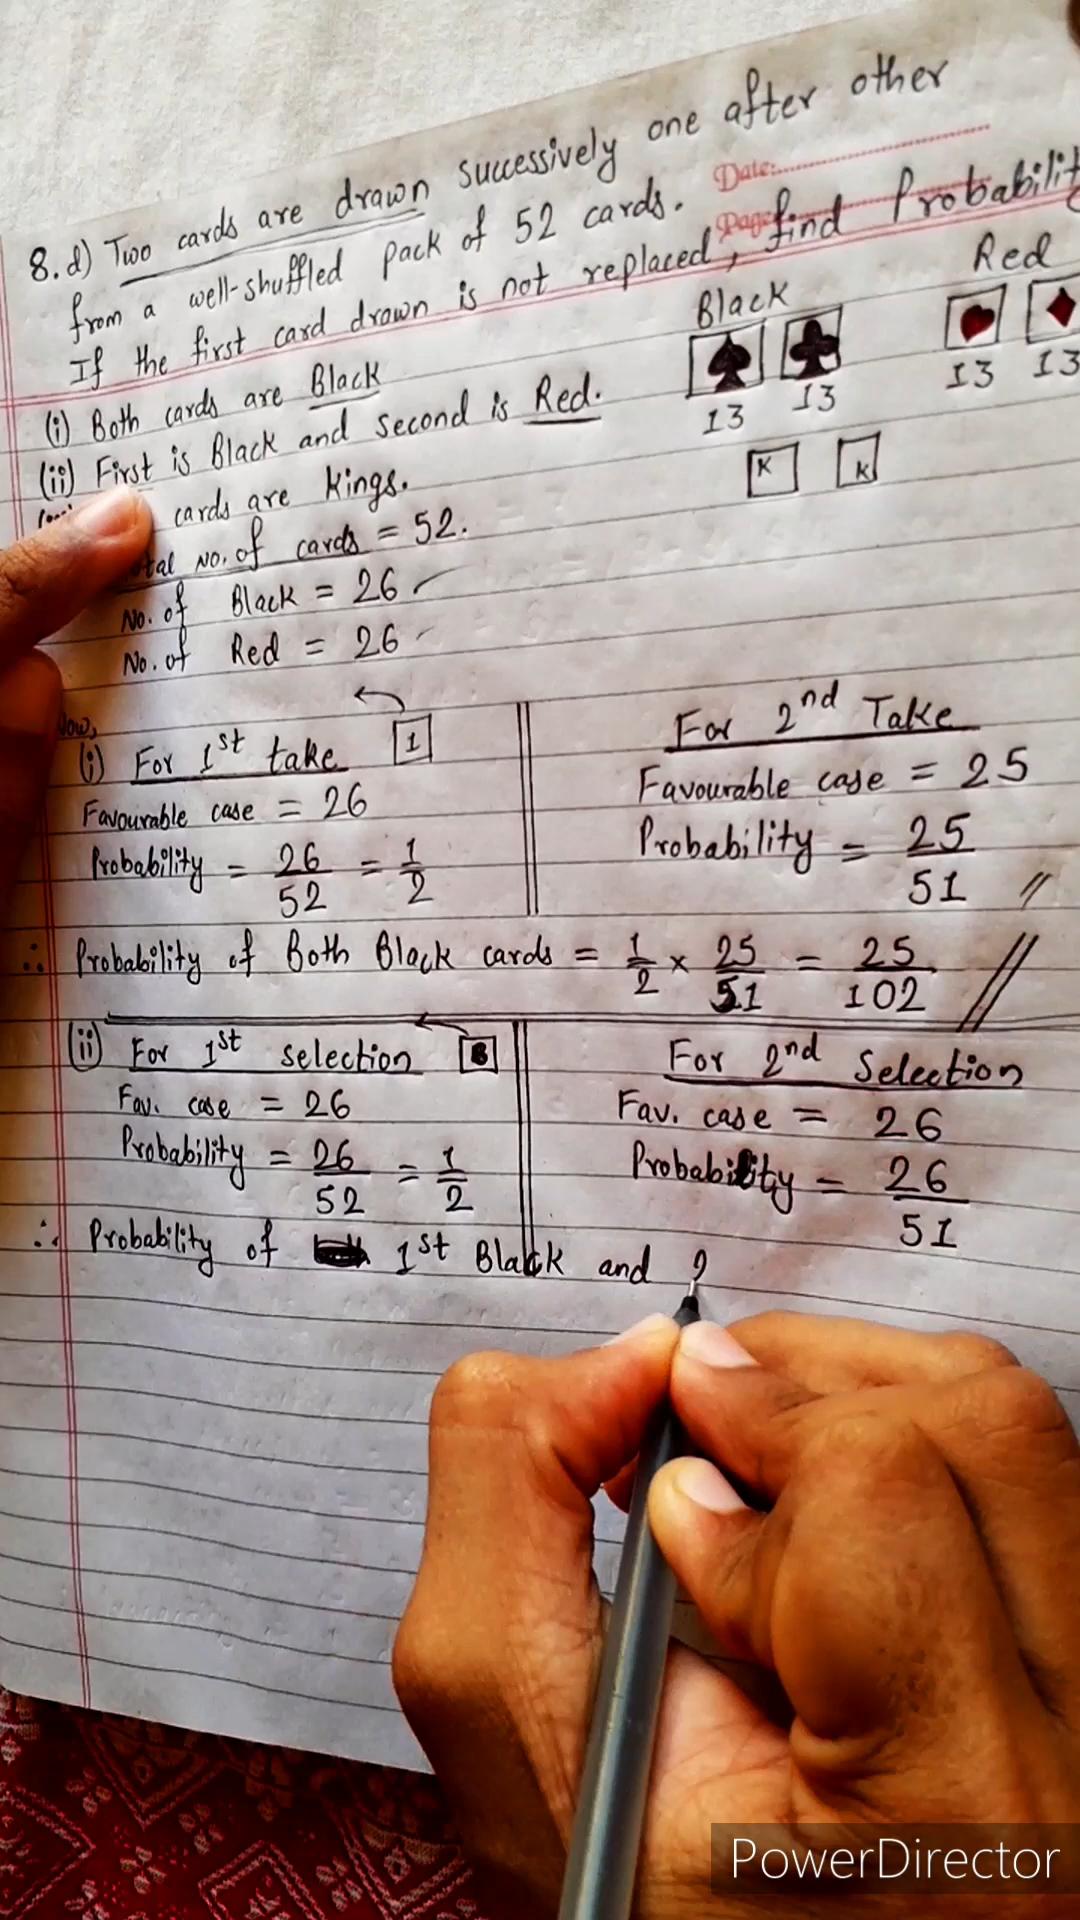 8. d) Two cards are drawn successively one after other
from a well-shuffled pack of 52 cards.
If the first card drawn is not replaced, find Probability
Date:
Page:
(i) Both cards are Black
(ii) First is Black and second is Red.
cards are kings.
Black
Red
13 13
13 13
K K
tal No. of cards = 52.
No. of Black = 26
No. of Red = 26
Now,
(i) For 1st take 1
Favourable case = 26
Probability = 26/52 = 1/2
For 2nd Take
Favourable case = 25
Probability = 25/51
∴ Probability of Both Black cards = 1/2 × 25/51 = 25/102
(ii) For 1st selection B
Fav. case = 26
Probability = 26/52 = 1/2
For 2nd Selection
Fav. case = 26
Probability = 26/51
∴ Probability of 1st Black and 2
PowerDirector